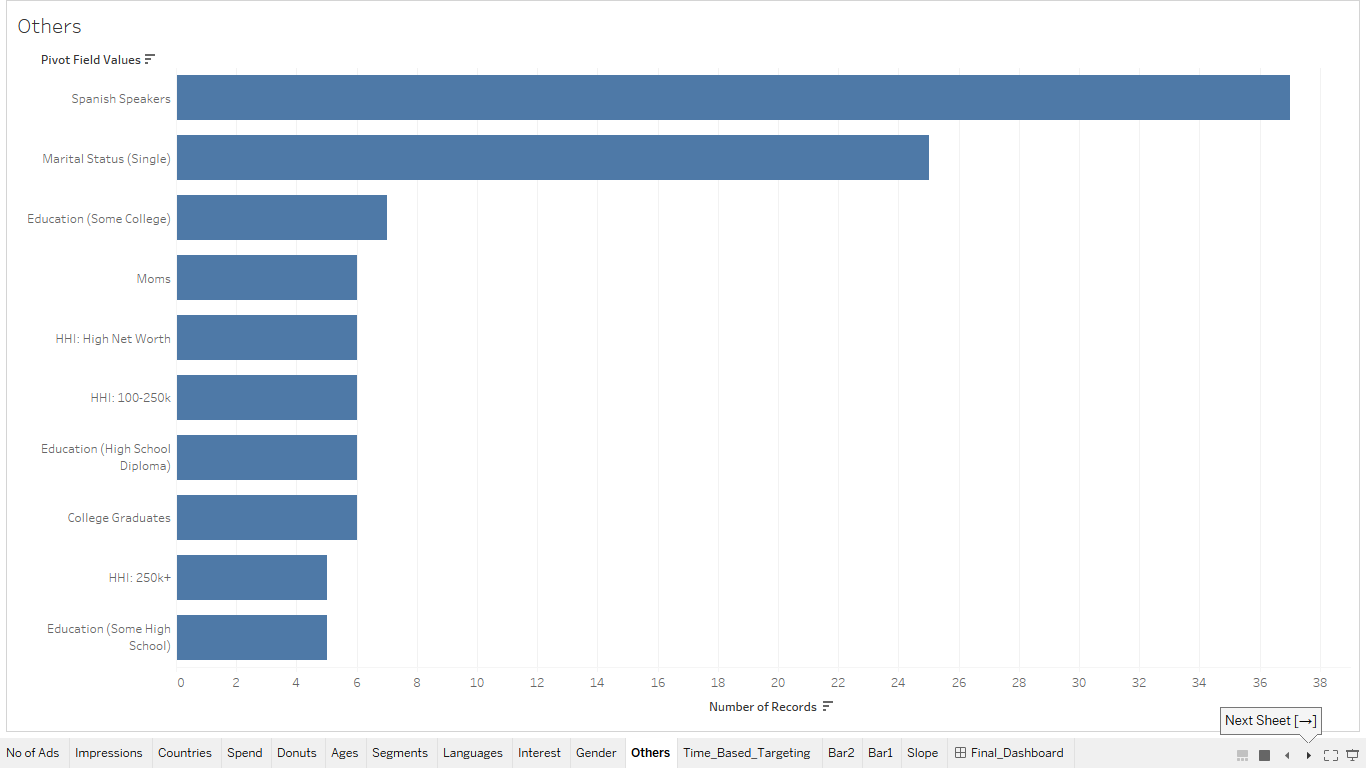 Others
Pivot Field Values
Spanish Speakers
Marital Status (Single)
Education (Some College)
Moms
HHI: High Net Worth
HHI: 100-250k
Education (High School
Diploma)
College Graduates
HHI: 250k+
Education (Some High
School)
0 2 4 6 8 10 12 14 16 18 20 22 24 26 28 30 32 34 36 38
Number of Records
Next Sheet [→]
No of Ads Impressions Countries Spend Donuts Ages Segments Languages Interest Gender Others Time_Based_Targeting Bar2 Bar1 Slope Final_Dashboard